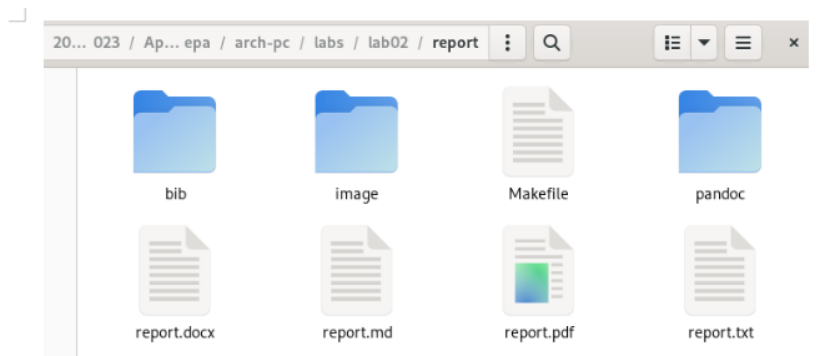 20... 023 / Ap... ера / arch-pc / labs / lab02 / report
bib image Makefile pandoc
report.docx report.md report.pdf report.txt